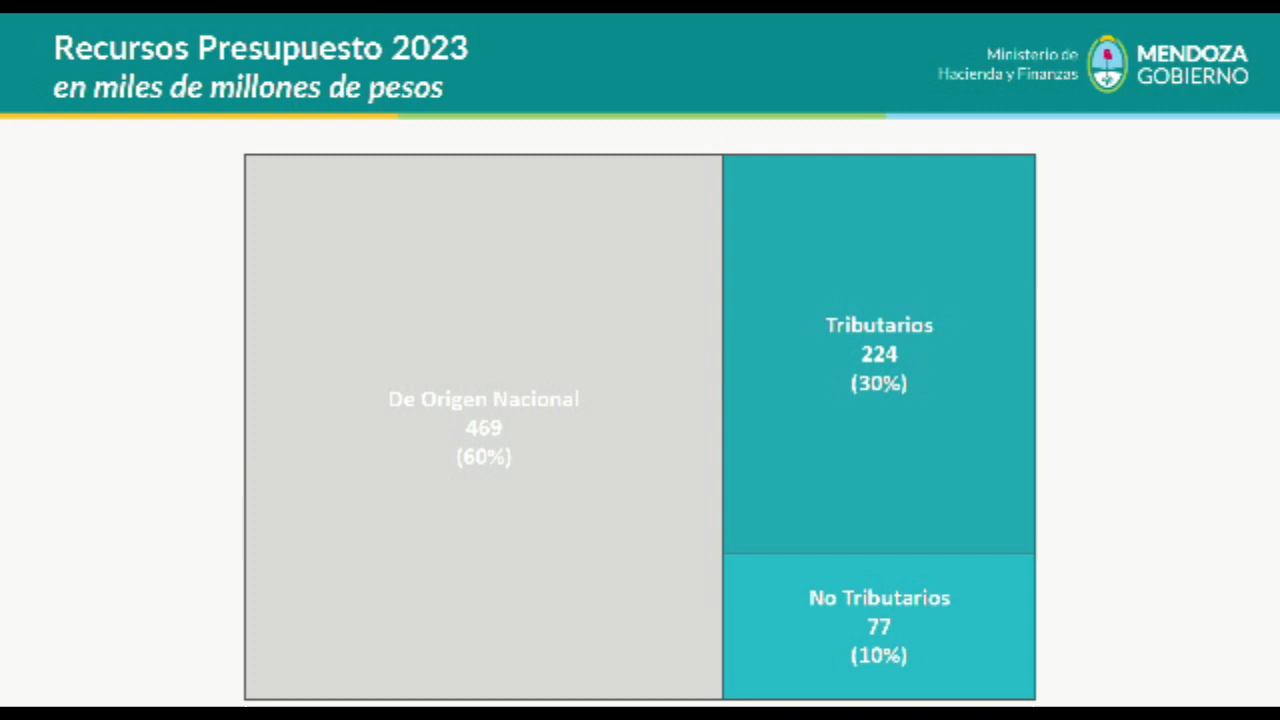 Recursos Presupuesto 2023
en miles de millones de pesos
Ministerio de
Hacienda y Finanzas
MENDOZA
GOBIERNO
De Origen Nacional
469
(60%)
Tributarios
224
(30%)
No Tributarios
77
(10%)